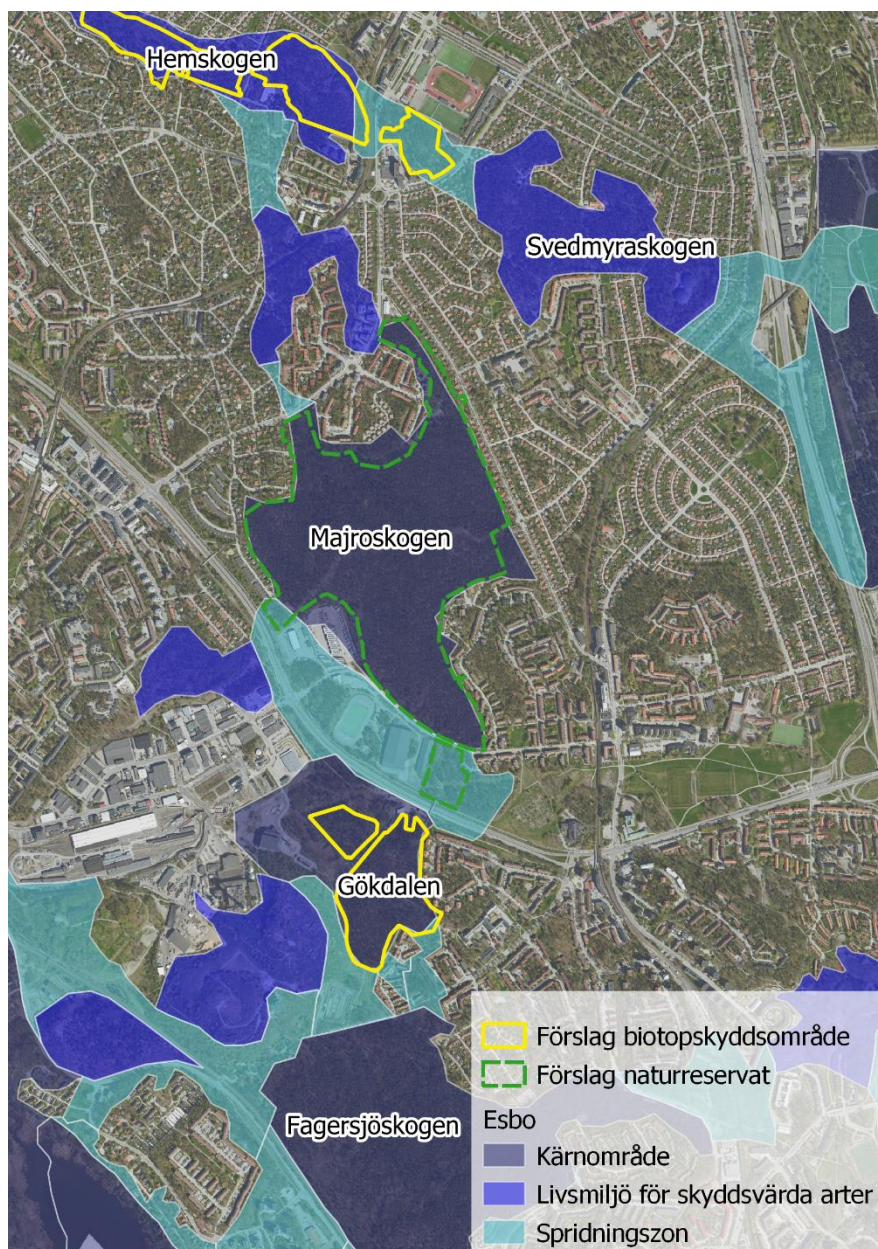 Hemskogen
Svedmyraskogen
Majroskogen
Gökdalen
Fagersjöskogen
Förslag biotopskyddsområde
Förslag naturreservat
Esbo
Kärnområde
Livsmiljö för skyddsvärda arter
Spridningszon